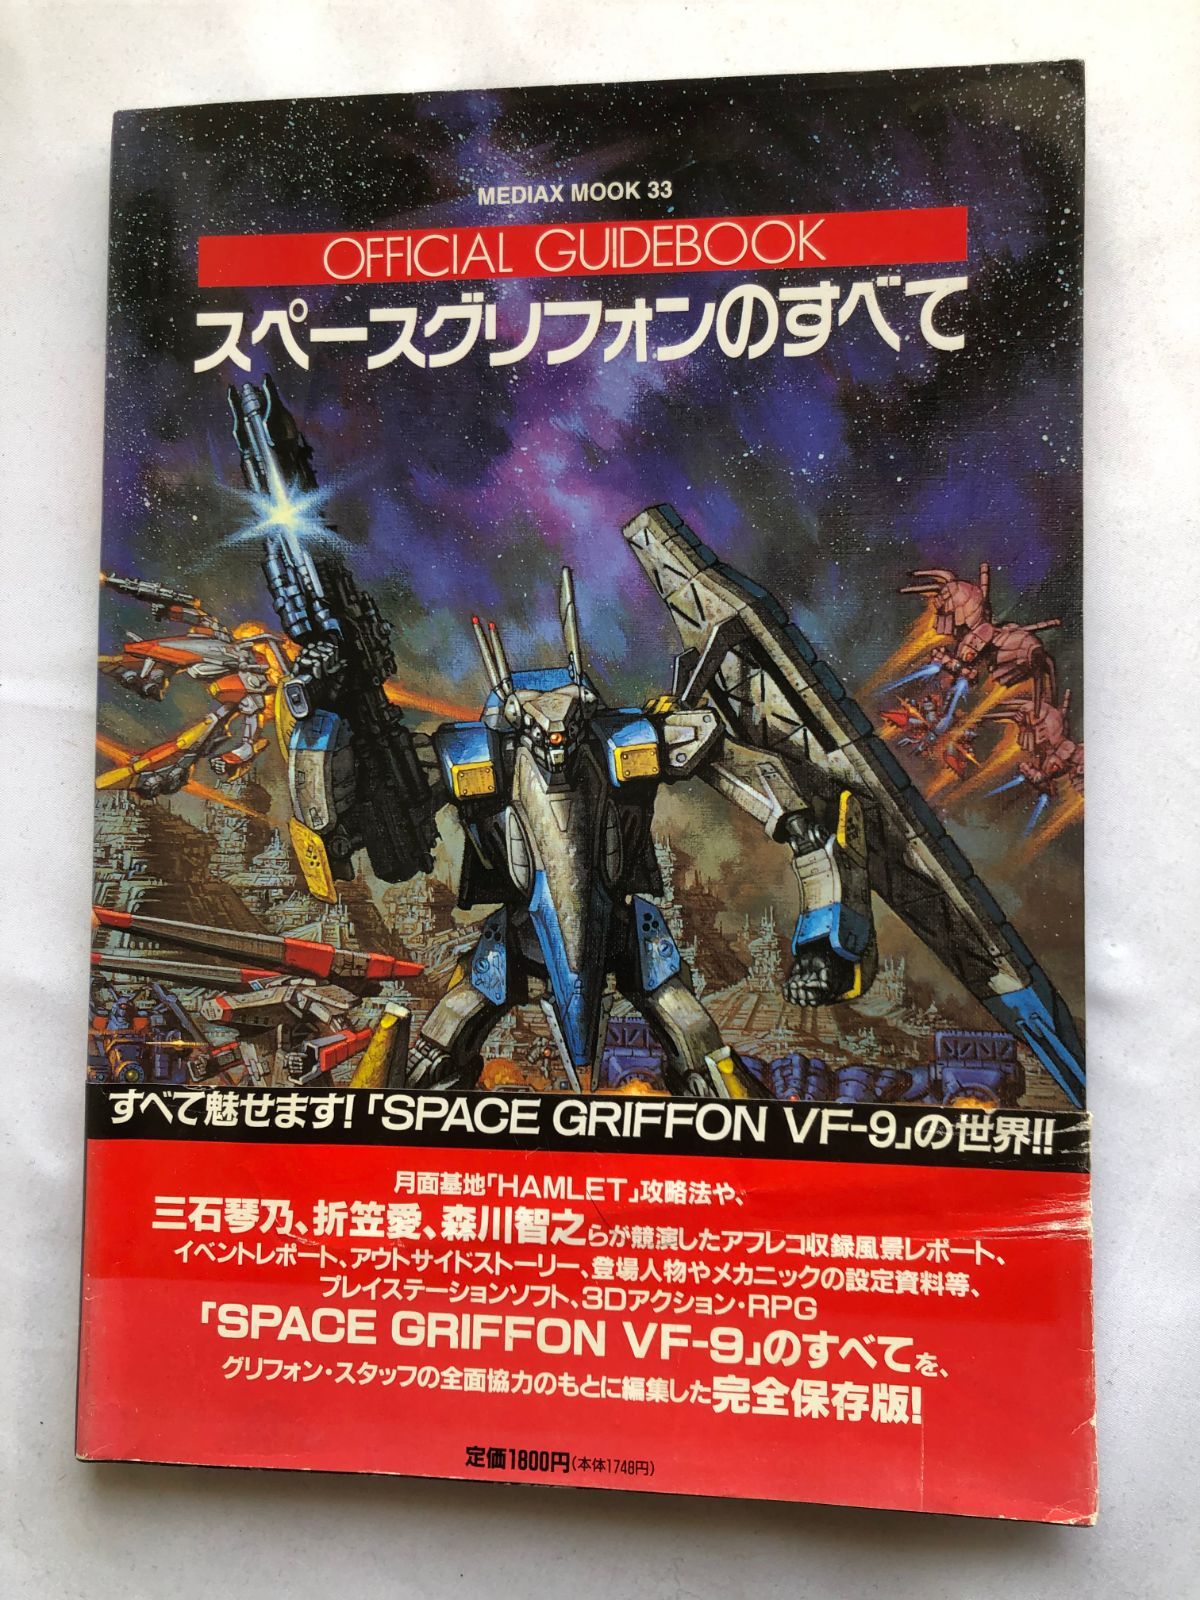 MEDIAX MOOK 33
OFFICIAL GUIDEBOOK
スペースグリフォンのすべて
すべて魅せます!「SPACE GRIFFON VF-9」の世界!!
月面基地「HAMLET」攻略法や、
三石琴乃、折笠愛、森川智之らが競演したアフレコ収録風景レポート、
イベントレポート、アウトサイドストーリー、登場人物やメカニックの設定資料等、
プレイステーションソフト、3Dアクション・RPG
「SPACE GRIFFON VF-9」のすべてを、
グリフォン・スタッフの全面協力のもとに編集した完全保存版!
定価1800円(本体1748円)